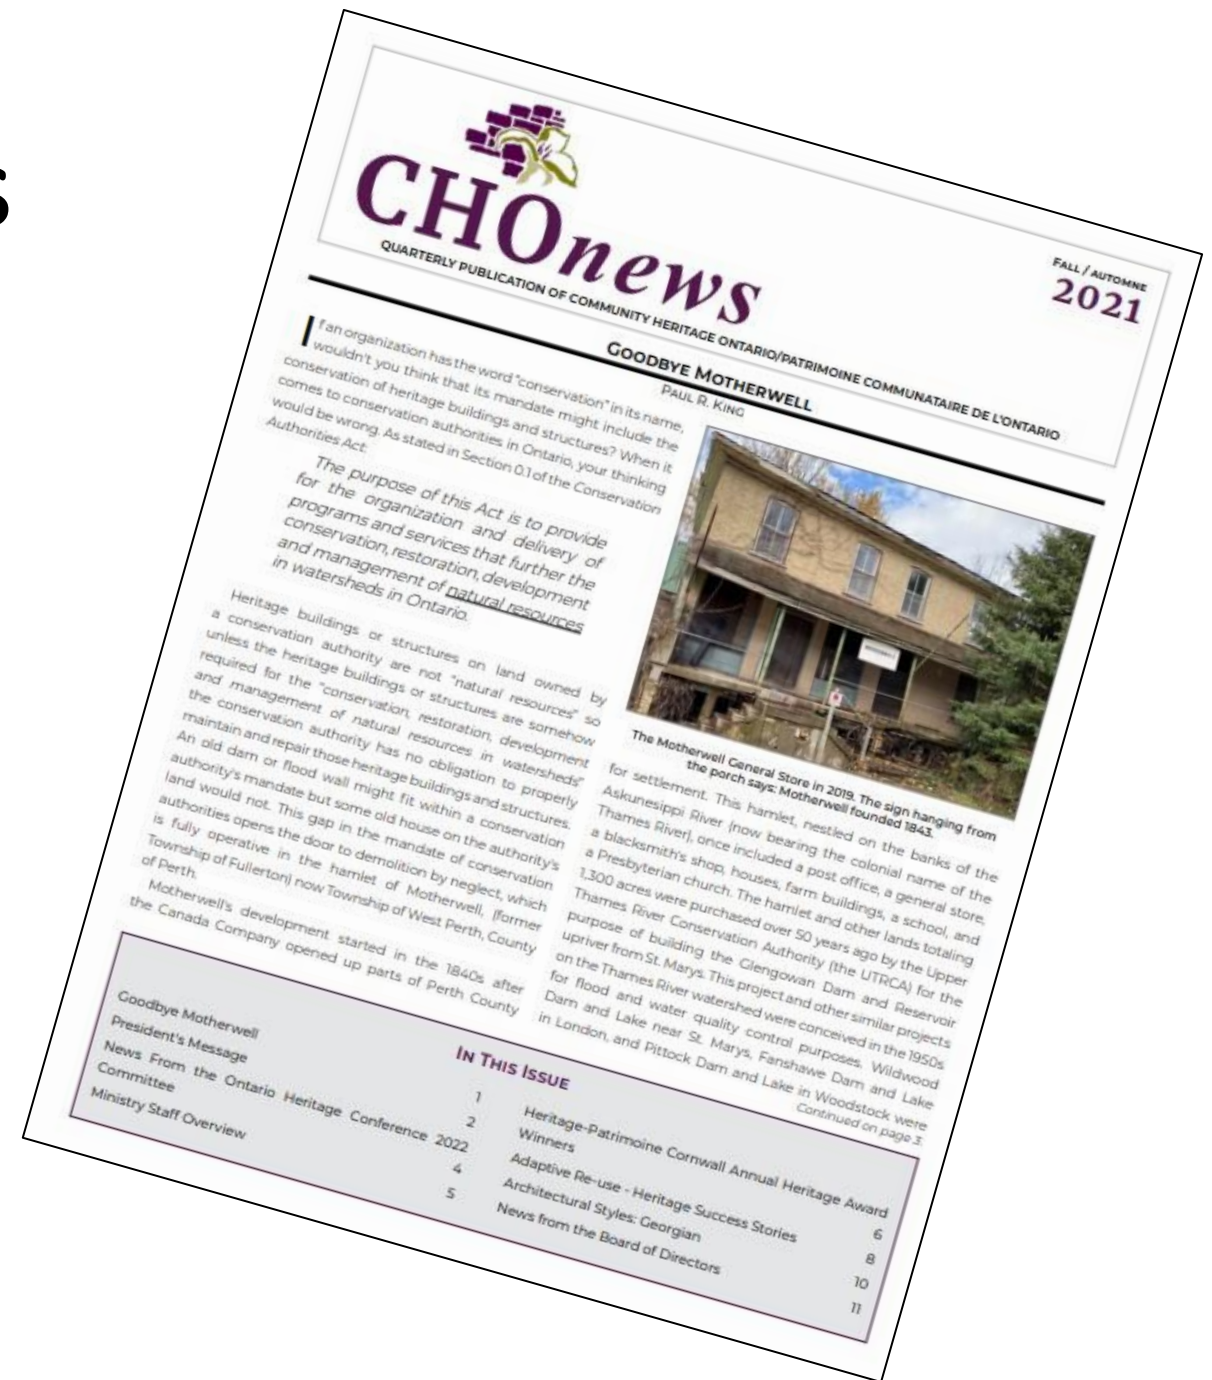 s
CHOnews
QUARTERLY PUBLICATION OF COMMUNITY HERITAGE ONTARIO/PATRIMOINE COMMUNATAIRE DE L'ONTARIO
FALL / AUTOMNE
2021
GOODBYE MOTHERWELL
PAUL R. KING
If an organization has the word "conservation" in its name,
wouldn't you think that its mandate might include the
conservation of heritage buildings and structures? When it
comes to conservation authorities in Ontario, your thinking
would be wrong. As stated in Section 0.1 of the Conservation
Authorities Act:
The purpose of this Act is to provide
for the organization and delivery of
programs and services that further the
conservation, restoration, development
and management of natural resources
in watersheds in Ontario.
Heritage buildings or structures on land owned by
a conservation authority are not "natural resources" so
unless the heritage buildings or structures are somehow
required for the "conservation, restoration, development
and management of natural resources in watersheds"
the conservation authority has no obligation to properly
maintain and repair those heritage buildings and structures.
An old dam or flood wall might fit within a conservation
authority's mandate but some old house on the authority's
land would not. This gap in the mandate of conservation
authorities opens the door to demolition by neglect, which
is fully operative in the hamlet of Motherwell, (former
Township of Fullerton) now Township of West Perth, County
of Perth.
Motherwell's development started in the 1840s after
the Canada Company opened up parts of Perth County
The Motherwell General Store in 2019. The sign hanging from
the porch says: Motherwell founded 1843.
for settlement. This hamlet, nestled on the banks of the
Askunesippi River (now bearing the colonial name of the
Thames River), once included a post office, a general store,
a blacksmith's shop, houses, farm buildings, a school, and
a Presbyterian church. The hamlet and other lands totaling
1,300 acres were purchased over 50 years ago by the Upper
Thames River Conservation Authority (the UTRCA) for the
purpose of building the Glengowan Dam and Reservoir
upriver from St. Marys. This project and other similar projects
on the Thames River watershed were conceived in the 1950s
for flood and water quality control purposes. Wildwood
Dam and Lake near St. Marys, Fanshawe Dam and Lake
in London, and Pittock Dam and Lake in Woodstock were
Continued on page 3.
IN THIS ISSUE
Goodbye Motherwell 1
President's Message 2
News From the Ontario Heritage Conference 2022
Committee 4
Ministry Staff Overview 5
Heritage-Patrimoine Cornwall Annual Heritage Award
Winners 6
Adaptive Re-use - Heritage Success Stories 8
Architectural Styles: Georgian 10
News from the Board of Directors 11